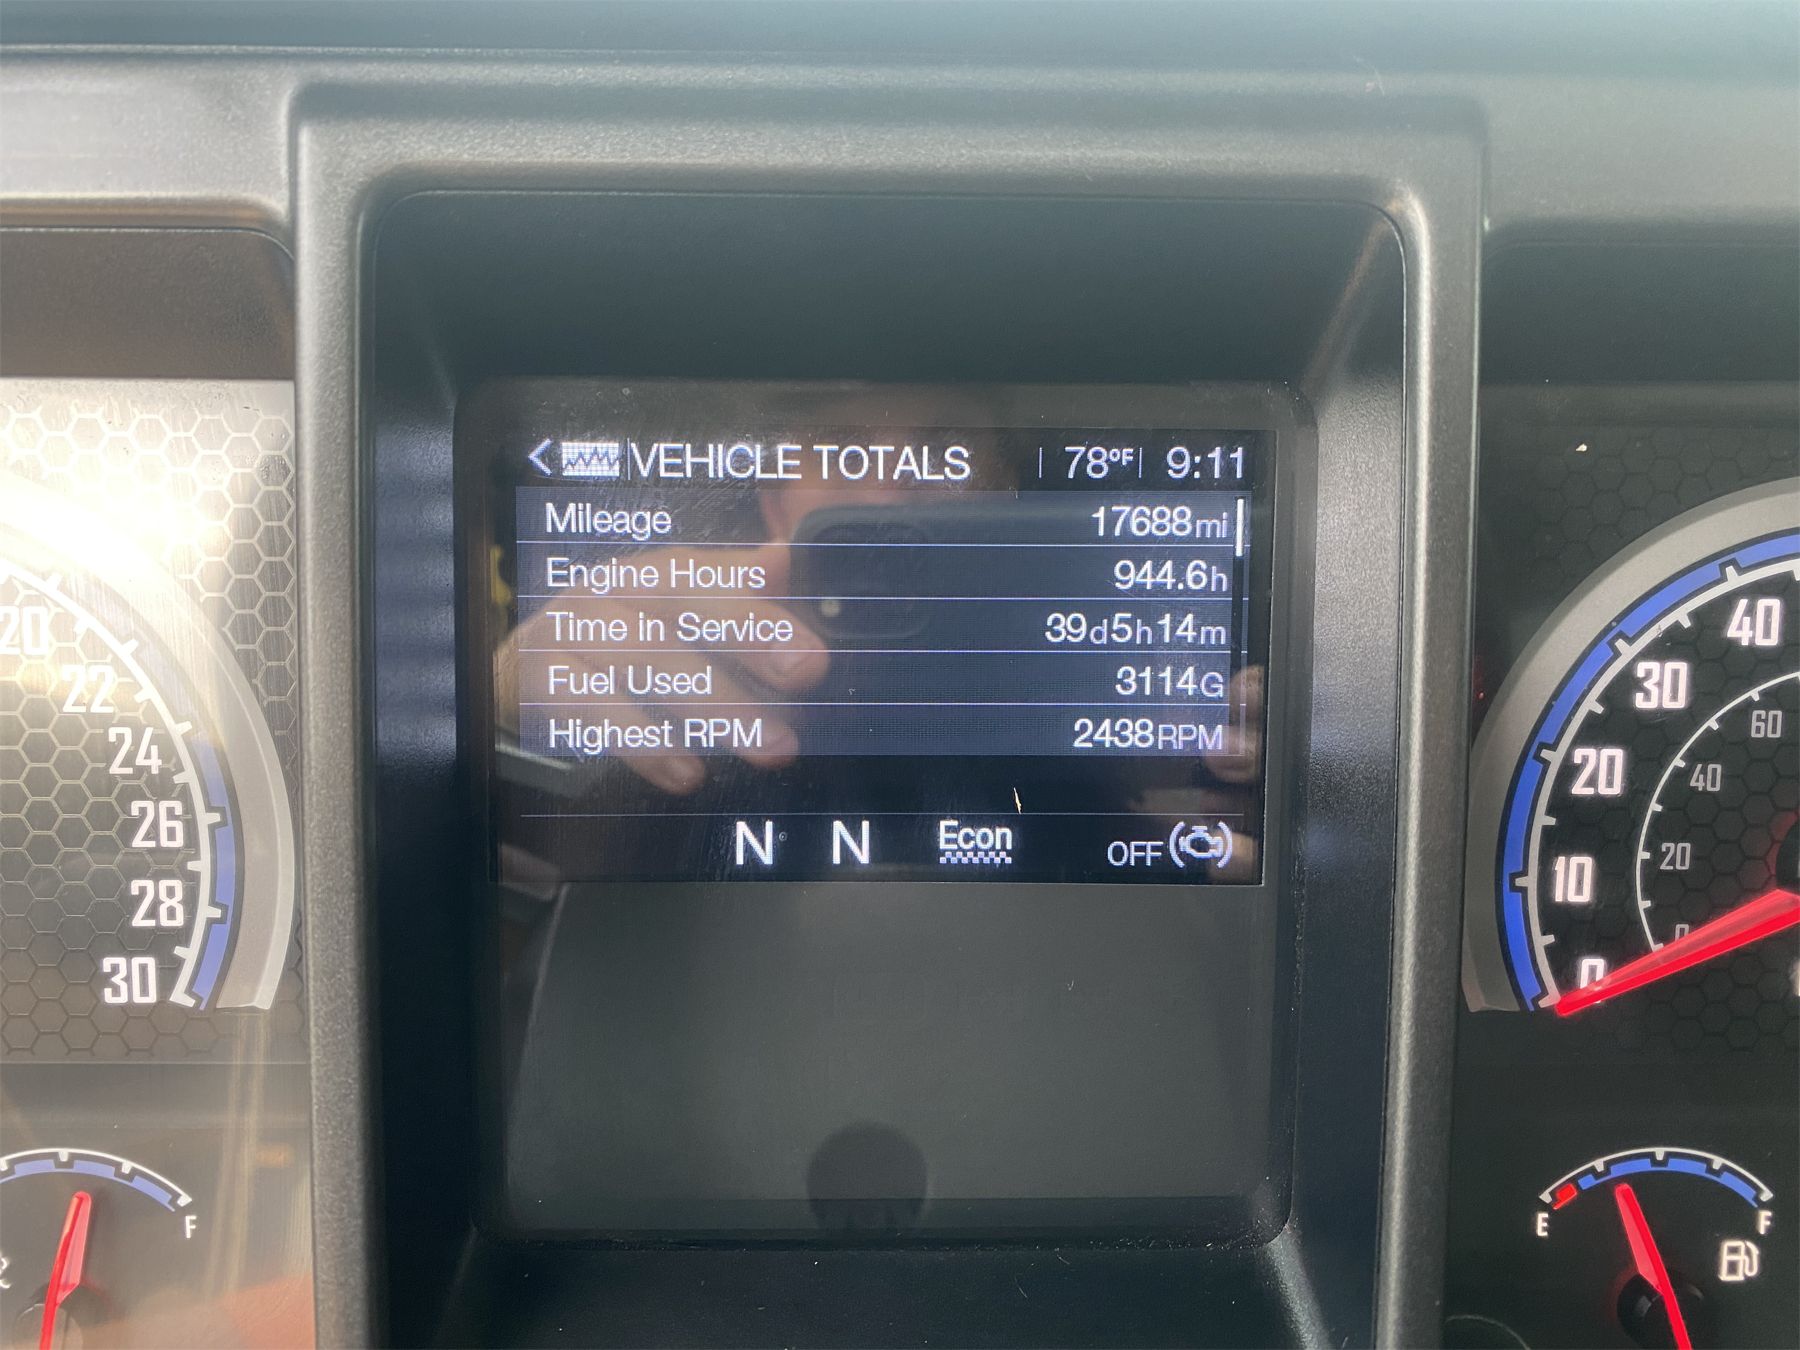 < VEHICLE TOTALS 78°F 9:11
Mileage 17688mi
Engine Hours 944.6h
Time in Service 39d5h14m
Fuel Used 3114G
Highest RPM 2438RPM
N N Econ OFF
20
22
24
26
28
30
F
40
30
20
10
0
60
40
20
0
E F